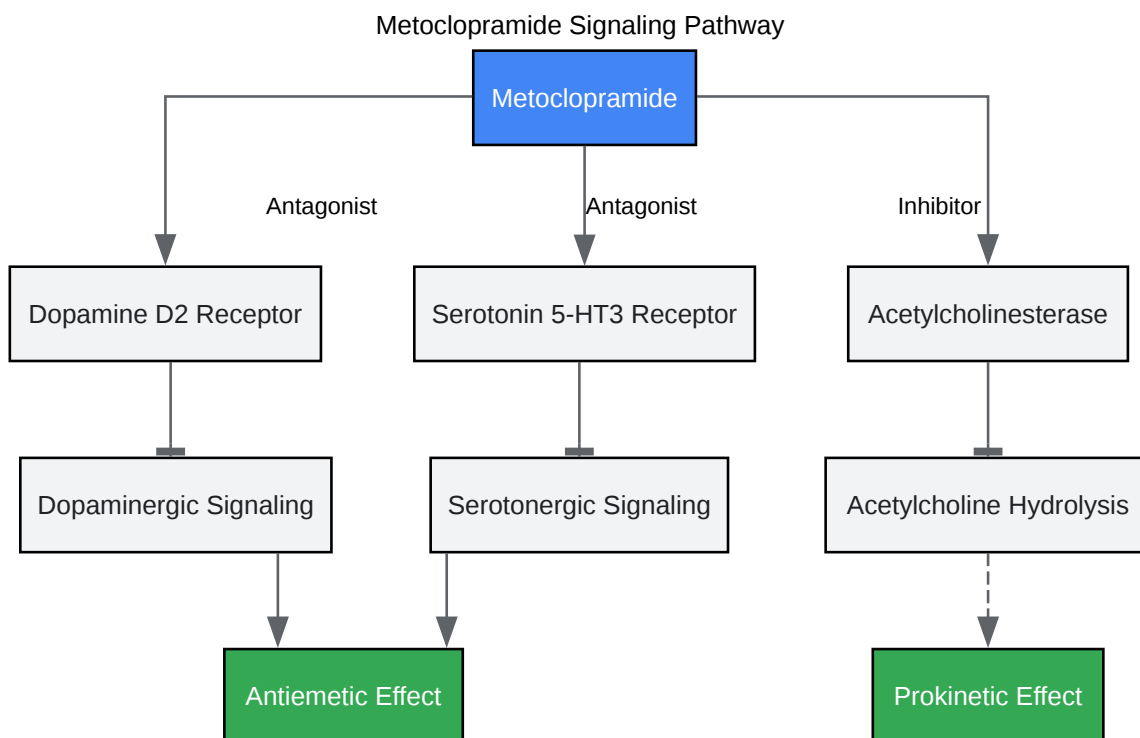 Metoclopramide Signaling Pathway
Metoclopramide
Antagonist
Antagonist
Inhibitor
Dopamine D2 Receptor
Serotonin 5-HT3 Receptor
Acetylcholinesterase
Dopaminergic Signaling
Serotonergic Signaling
Acetylcholine Hydrolysis
Antiemetic Effect
Prokinetic Effect